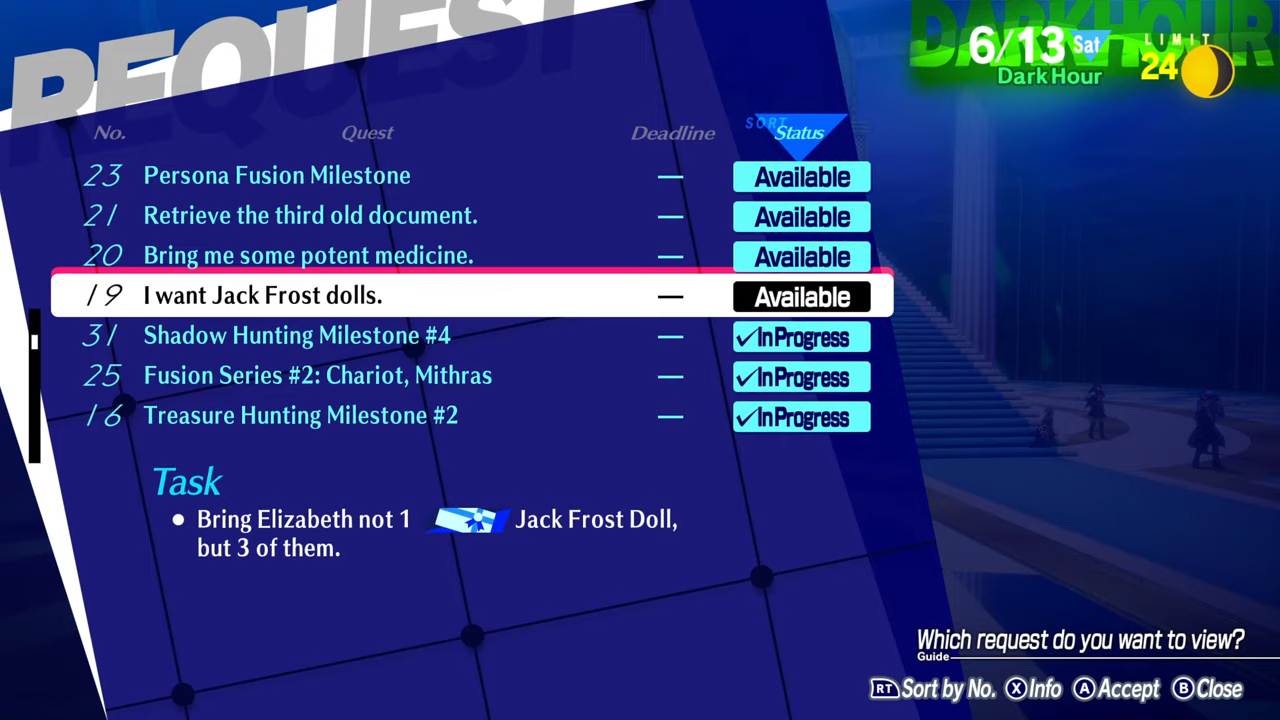 REQUEST
DARK HOUR
6/13 Sat
Dark Hour
LIMIT
24
No. Quest Deadline SORT Status
23 Persona Fusion Milestone — Available
21 Retrieve the third old document. — Available
20 Bring me some potent medicine. — Available
19 I want Jack Frost dolls. — Available
31 Shadow Hunting Milestone #4 — ✓In Progress
25 Fusion Series #2: Chariot, Mithras — ✓In Progress
16 Treasure Hunting Milestone #2 — ✓In Progress
Task
• Bring Elizabeth not 1 Jack Frost Doll,
but 3 of them.
Which request do you want to view?
Guide
RT Sort by No. X Info A Accept B Close